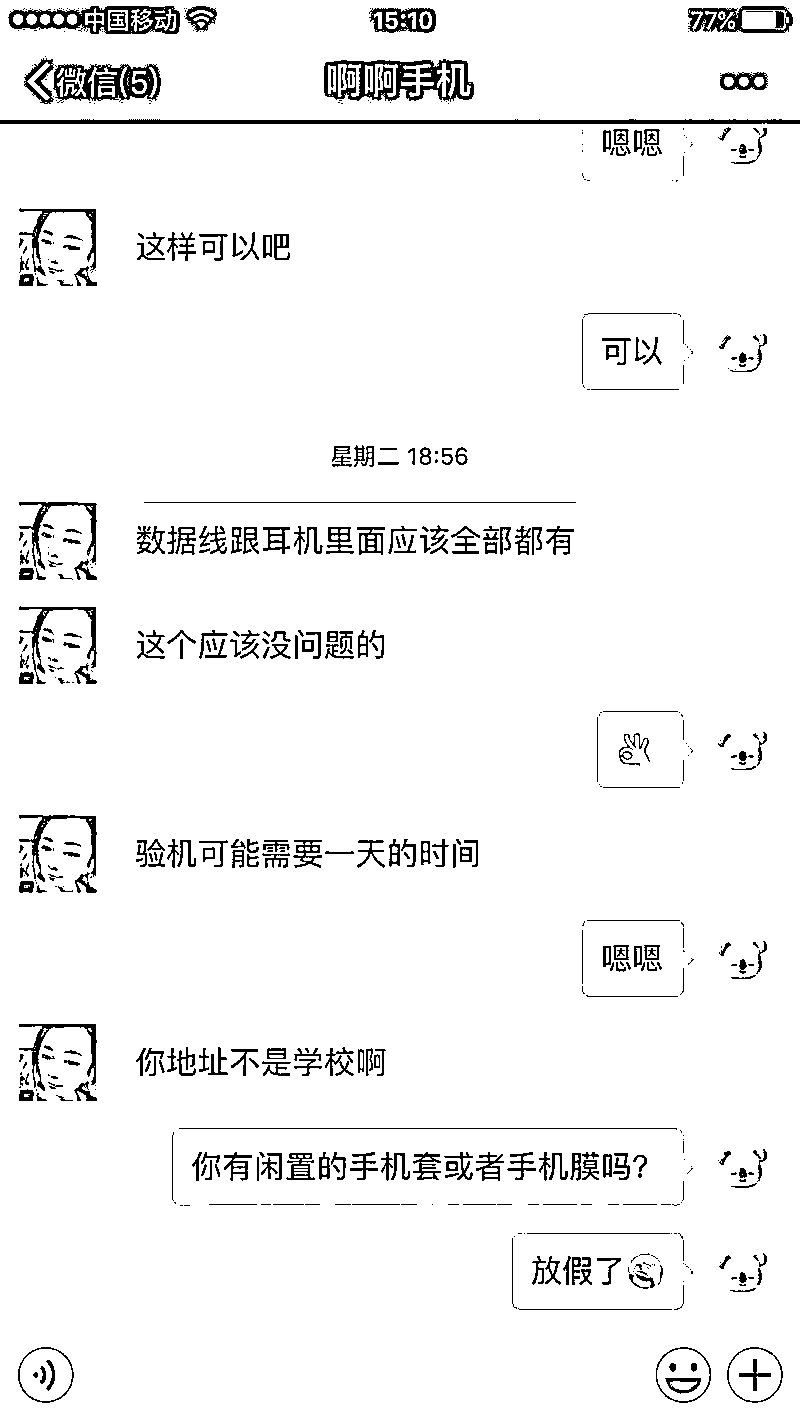 中国移动 15:10 77%
微信(5) 啊啊手机
嗯嗯
这样可以吧
可以
星期二 18:56
数据线跟耳机里面应该全部都有
这个应该没问题的
验机可能需要一天的时间
嗯嗯
你地址不是学校啊
你有闲置的手机套或者手机膜吗?
放假了